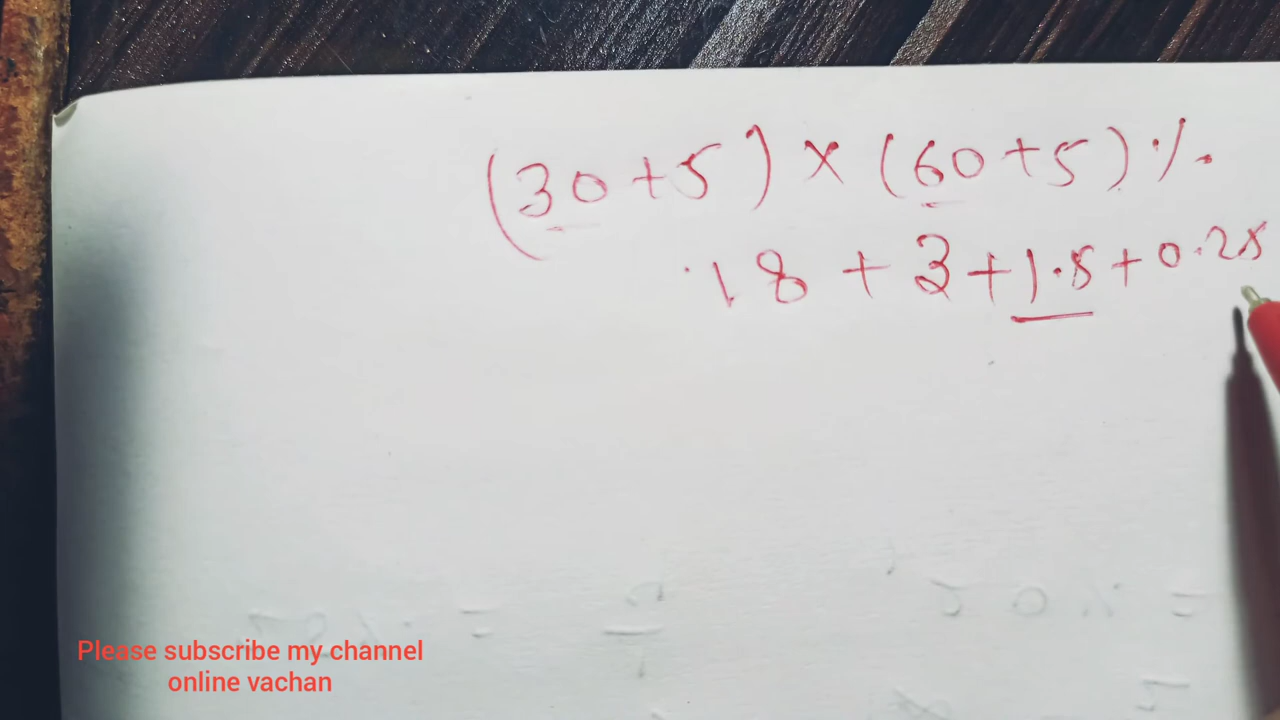 (30+5) × (60+5) %
18 + 3 + 1.5 + 0.25
Please subscribe my channel
online vachan